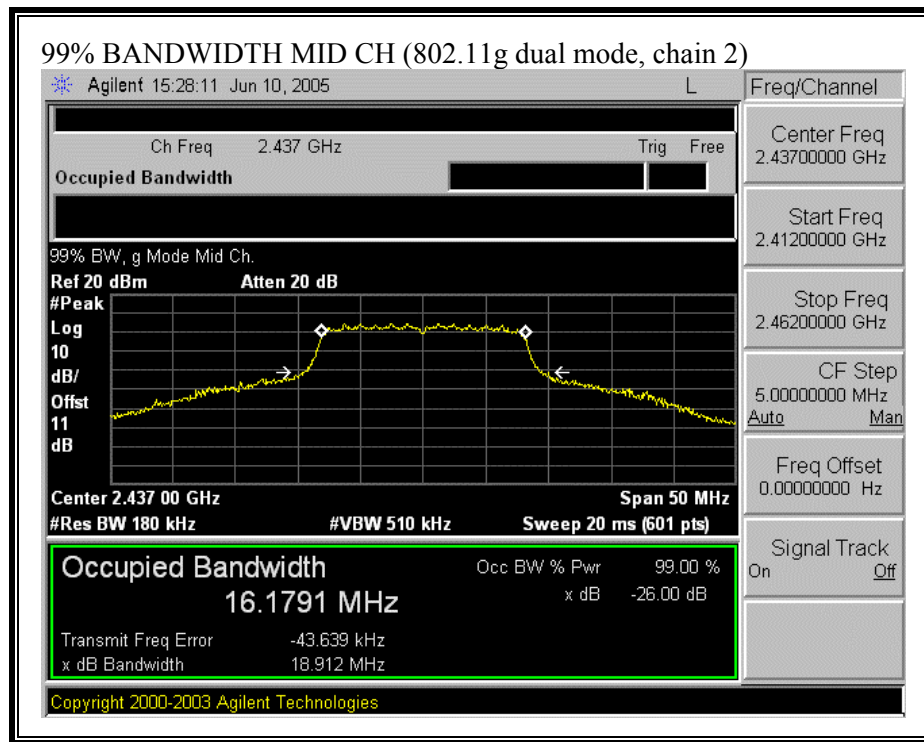 99% BANDWIDTH MID CH (802.11g dual mode, chain 2)
Agilent 15:28:11 Jun 10, 2005 L
Freq/Channel
Ch Freq 2.437 GHz Trig Free
Occupied Bandwidth
Center Freq
2.43700000 GHz
Start Freq
2.41200000 GHz
Stop Freq
2.46200000 GHz
CF Step
5.00000000 MHz
Auto Man
Freq Offset
0.00000000 Hz
Signal Track
On Off
99% BW, g Mode Mid Ch.
Ref 20 dBm Atten 20 dB
#Peak
Log
10
dB/
Offst
11
dB
Center 2.437 00 GHz Span 50 MHz
#Res BW 180 kHz #VBW 510 kHz Sweep 20 ms (601 pts)
Occupied Bandwidth Occ BW % Pwr 99.00 %
16.1791 MHz x dB -26.00 dB
Transmit Freq Error -43.639 kHz
x dB Bandwidth 18.912 MHz
Copyright 2000-2003 Agilent Technologies